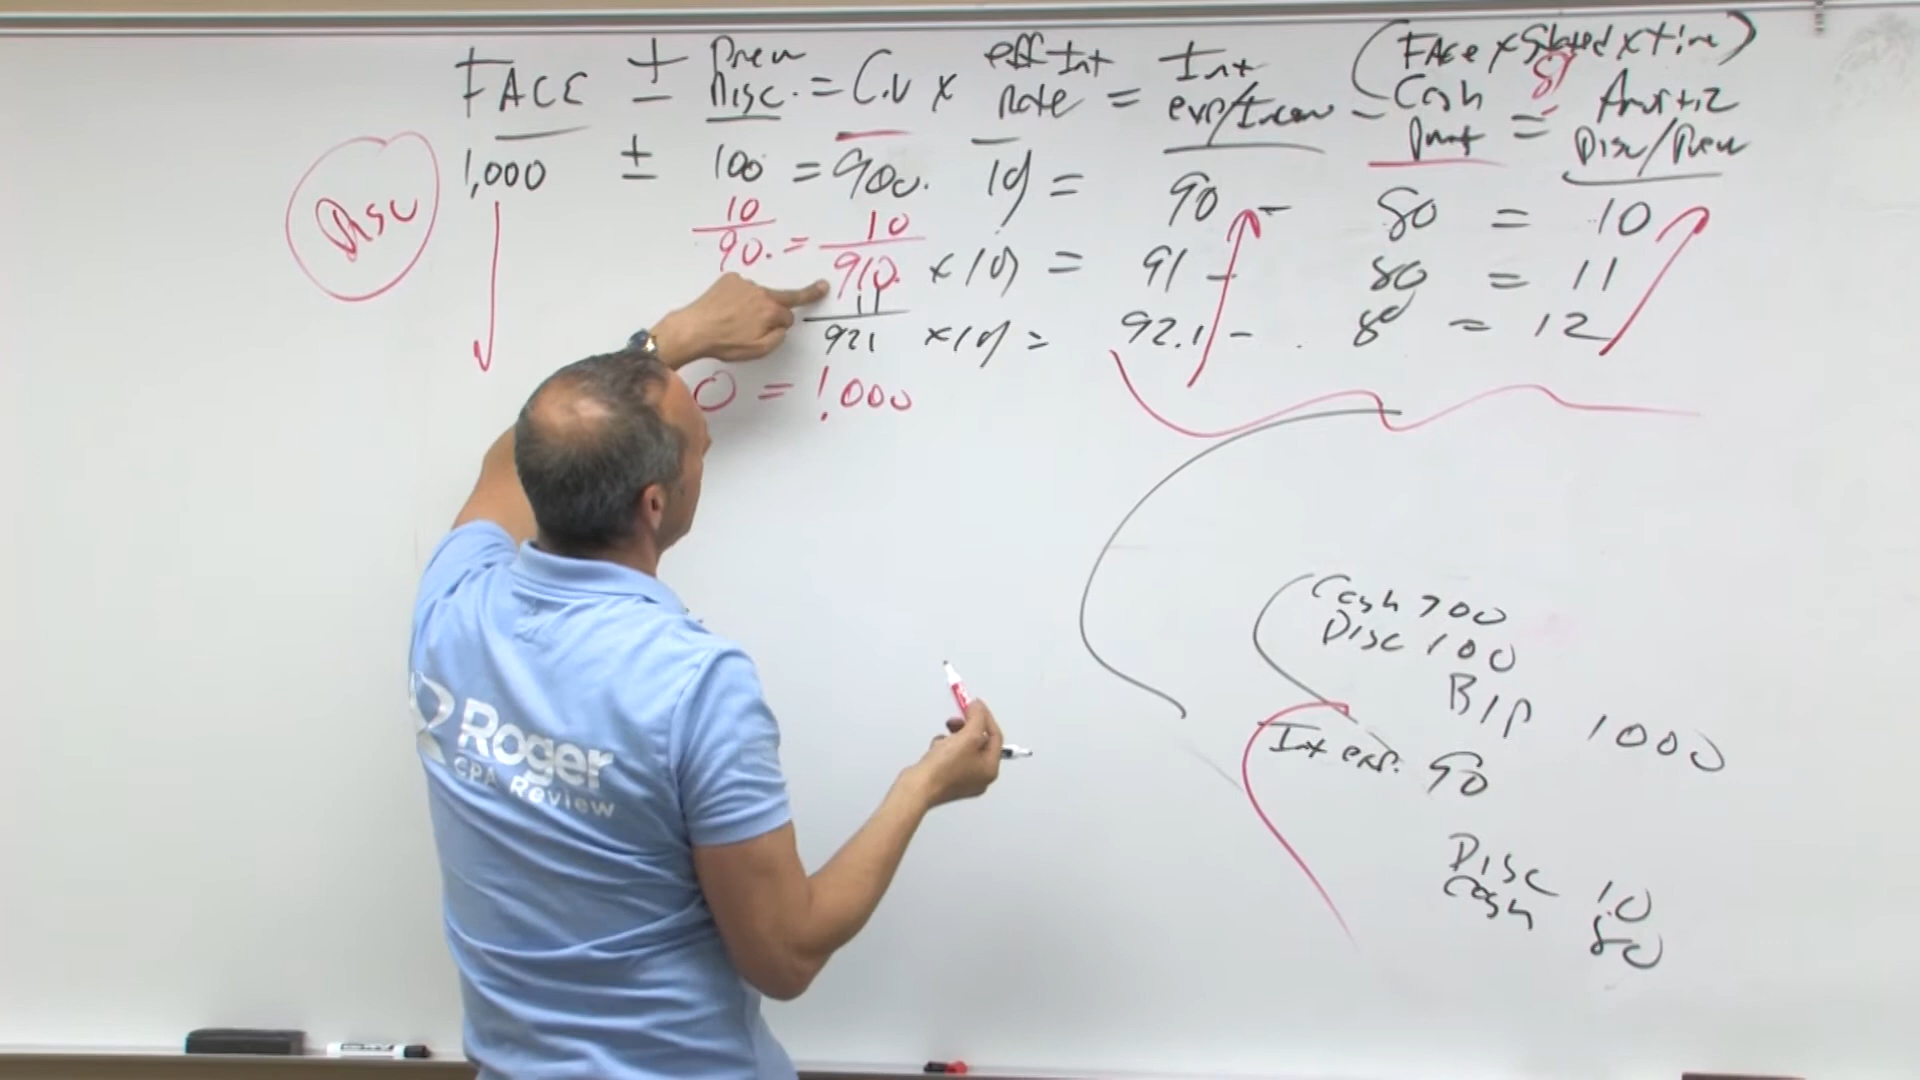 (FACE x Stated x time)
8%
FACE ± Prem Disc. = C.V x eff Int rate = Int exp/Incom - Cash pmt = Amortiz Disc/Prem
1,000 ± 100 = 900. 10% = 90 - 80 = 10
10 10
90. = 910. x 10% = 91 - 80 = 11
11
921 x 10% = 92.1 - 80 = 12
0 = 1,000
Disc
Cash 900
Disc 100
B/P 1000
Int exp. 90
Disc 10
Cash 80
Roger
CPA Review